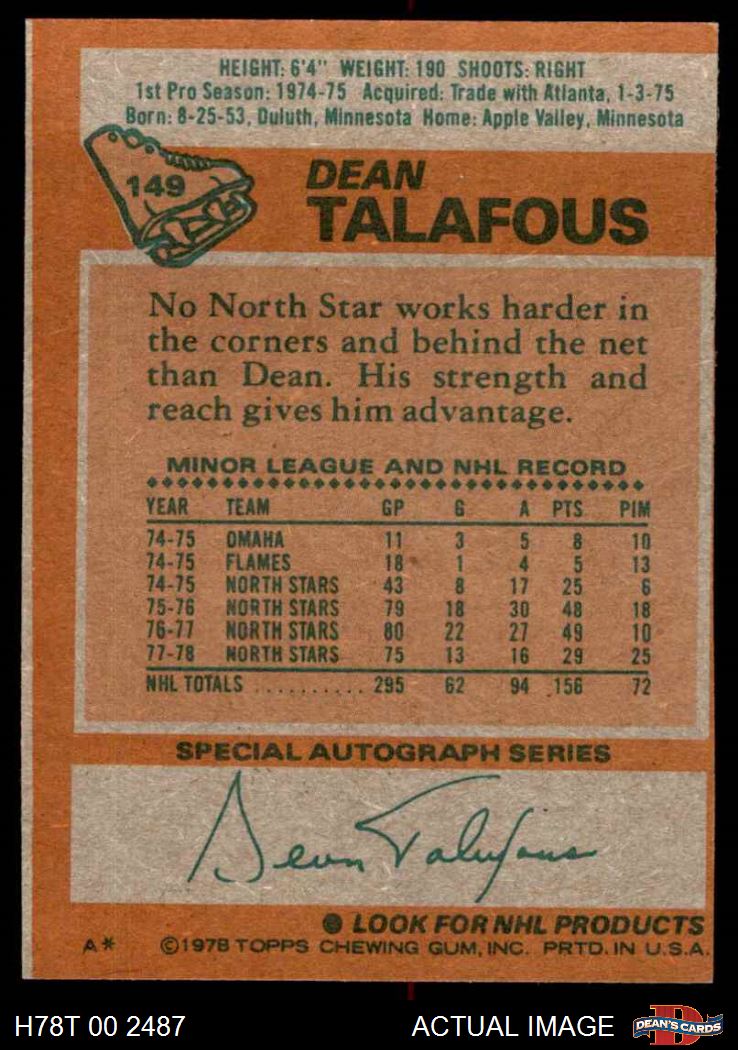 HEIGHT: 6'4" WEIGHT: 190 SHOOTS: RIGHT
1st Pro Season: 1974-75 Acquired: Trade with Atlanta, 1-3-75
Born: 8-25-53, Duluth, Minnesota Home: Apple Valley, Minnesota
149
DEAN
TALAFOUS
No North Star works harder in
the corners and behind the net
than Dean. His strength and
reach gives him advantage.
MINOR LEAGUE AND NHL RECORD
YEAR TEAM GP G A PTS PIM
74-75 OMAHA 11 3 5 8 10
74-75 FLAMES 18 1 4 5 13
74-75 NORTH STARS 43 8 17 25 6
75-76 NORTH STARS 79 18 30 48 18
76-77 NORTH STARS 80 22 27 49 10
77-78 NORTH STARS 75 13 16 29 25
NHL TOTALS .......... 295 62 94 156 72
SPECIAL AUTOGRAPH SERIES
Dean Talafous
LOOK FOR NHL PRODUCTS
A* ©1978 TOPPS CHEWING GUM, INC. PRTD. IN U.S.A.
H78T 00 2487 ACTUAL IMAGE D DEAN'S CARDS